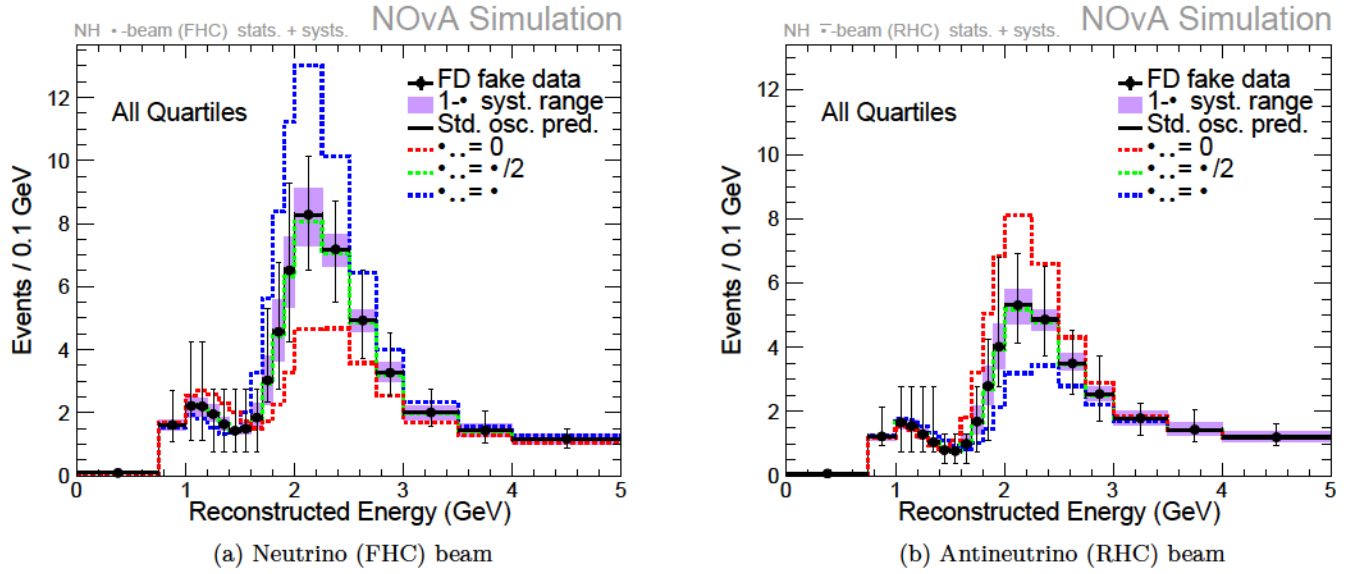 NOvA Simulation
NH •-beam (FHC) stats. + systs.
All Quartiles
FD fake data
1-• syst. range
Std. osc. pred.
•..= 0
•..= •/2
•..= •
Events / 0.1 GeV
12
10
8
6
4
2
0
0 1 2 3 4 5
Reconstructed Energy (GeV)
(a) Neutrino (FHC) beam
NOvA Simulation
NH •-beam (RHC) stats. + systs.
All Quartiles
FD fake data
1-• syst. range
Std. osc. pred.
•..= 0
•..= •/2
•..= •
Events / 0.1 GeV
12
10
8
6
4
2
0
0 1 2 3 4 5
Reconstructed Energy (GeV)
(b) Antineutrino (RHC) beam